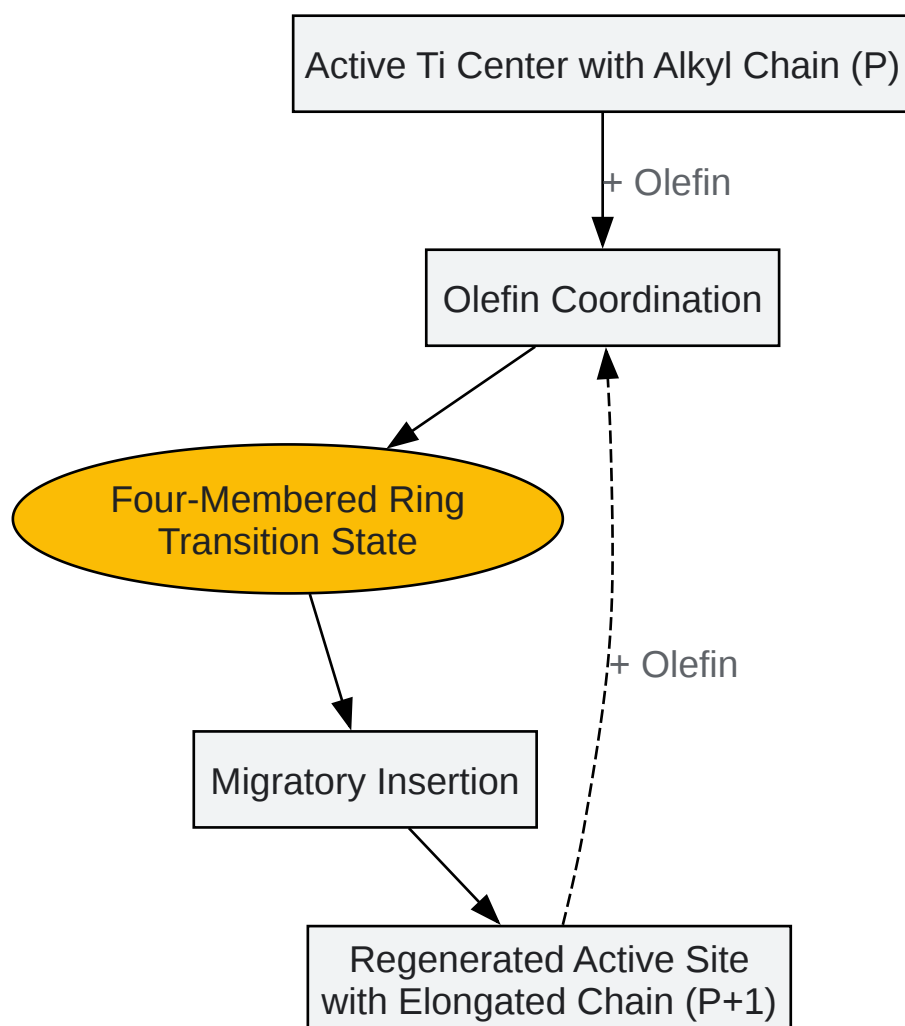 Active Ti Center with Alkyl Chain (P)
+ Olefin
Olefin Coordination
Four-Membered Ring
Transition State
+ Olefin
Migratory Insertion
Regenerated Active Site
with Elongated Chain (P+1)